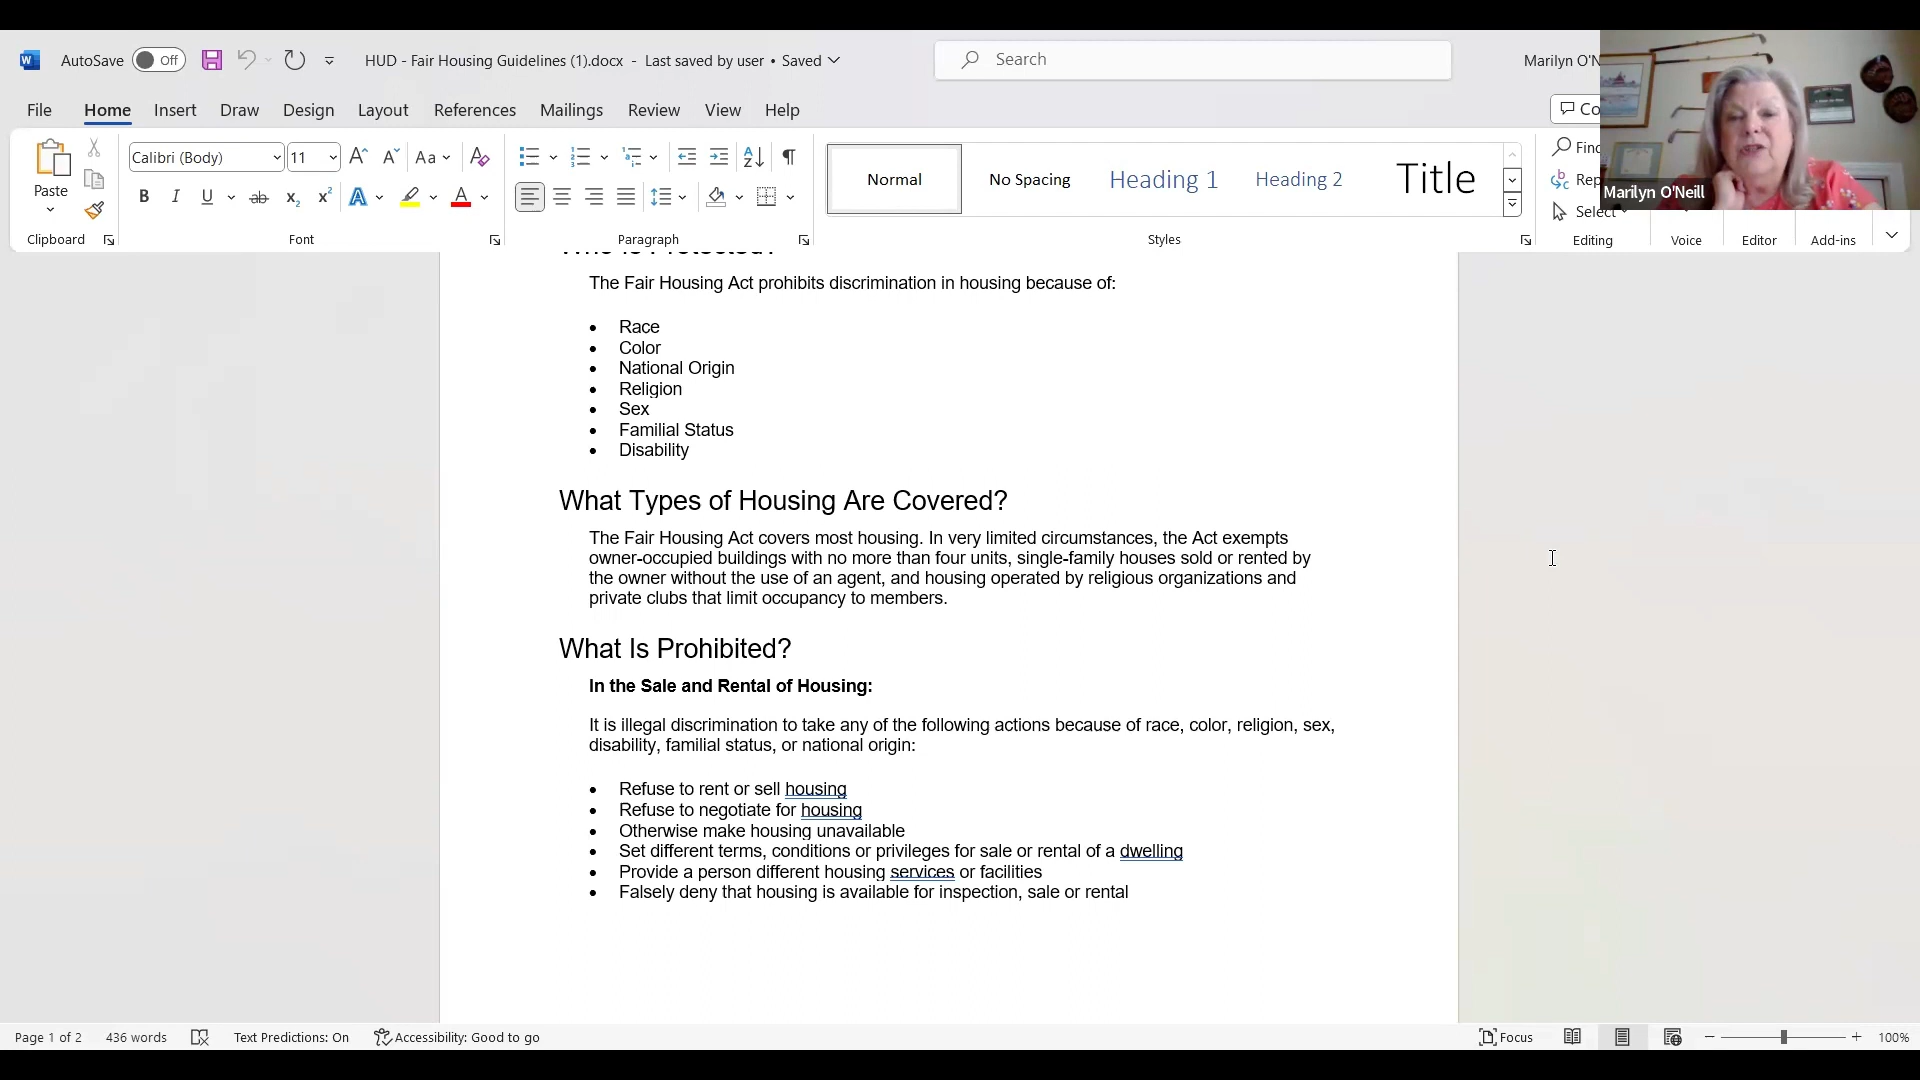 AutoSave Off HUD - Fair Housing Guidelines (1).docx - Last saved by user • Saved Search Marilyn O'N
File Home Insert Draw Design Layout References Mailings Review View Help Co
Paste Calibri (Body) 11 Aa Normal No Spacing Heading 1 Heading 2 Title Find
Rep
Select
Marilyn O'Neill
Clipboard Font Paragraph Styles Editing Voice Editor Add-ins
Who Is Protected?
The Fair Housing Act prohibits discrimination in housing because of:
• Race
• Color
• National Origin
• Religion
• Sex
• Familial Status
• Disability
What Types of Housing Are Covered?
The Fair Housing Act covers most housing. In very limited circumstances, the Act exempts
owner-occupied buildings with no more than four units, single-family houses sold or rented by
the owner without the use of an agent, and housing operated by religious organizations and
private clubs that limit occupancy to members.
What Is Prohibited?
In the Sale and Rental of Housing:
It is illegal discrimination to take any of the following actions because of race, color, religion, sex,
disability, familial status, or national origin:
• Refuse to rent or sell housing
• Refuse to negotiate for housing
• Otherwise make housing unavailable
• Set different terms, conditions or privileges for sale or rental of a dwelling
• Provide a person different housing services or facilities
• Falsely deny that housing is available for inspection, sale or rental
Page 1 of 2 436 words Text Predictions: On Accessibility: Good to go Focus 100%